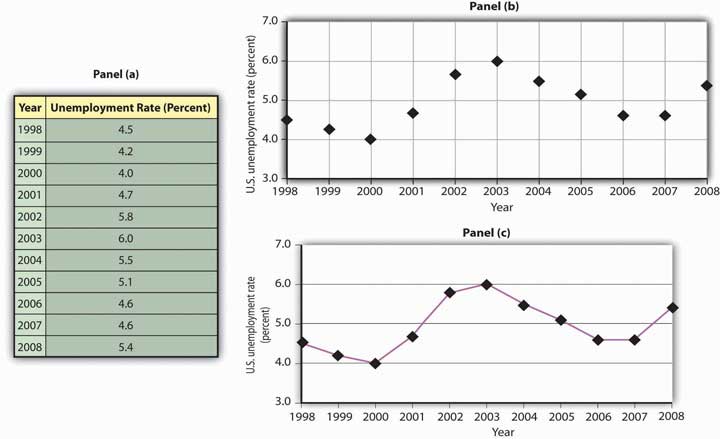 Panel (a)
Year Unemployment Rate (Percent)
1998 4.5
1999 4.2
2000 4.0
2001 4.7
2002 5.8
2003 6.0
2004 5.5
2005 5.1
2006 4.6
2007 4.6
2008 5.4
Panel (b)
U.S. unemployment rate (percent)
7.0
6.0
5.0
4.0
3.0
1998 1999 2000 2001 2002 2003 2004 2005 2006 2007 2008
Year
Panel (c)
U.S. unemployment rate
(percent)
7.0
6.0
5.0
4.0
3.0
1998 1999 2000 2001 2002 2003 2004 2005 2006 2007 2008
Year